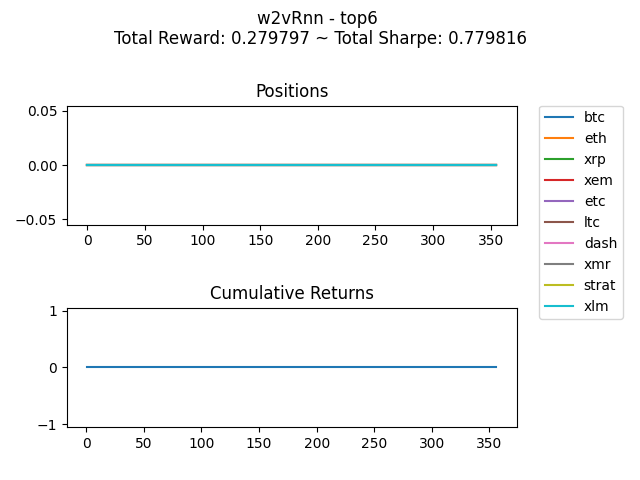 w2vRnn - top6
Total Reward: 0.279797 ~ Total Sharpe: 0.779816
Positions
0.05
0.00
−0.05
0 50 100 150 200 250 300 350
btc
eth
xrp
xem
etc
ltc
dash
xmr
strat
xlm
Cumulative Returns
1
0
−1
0 50 100 150 200 250 300 350